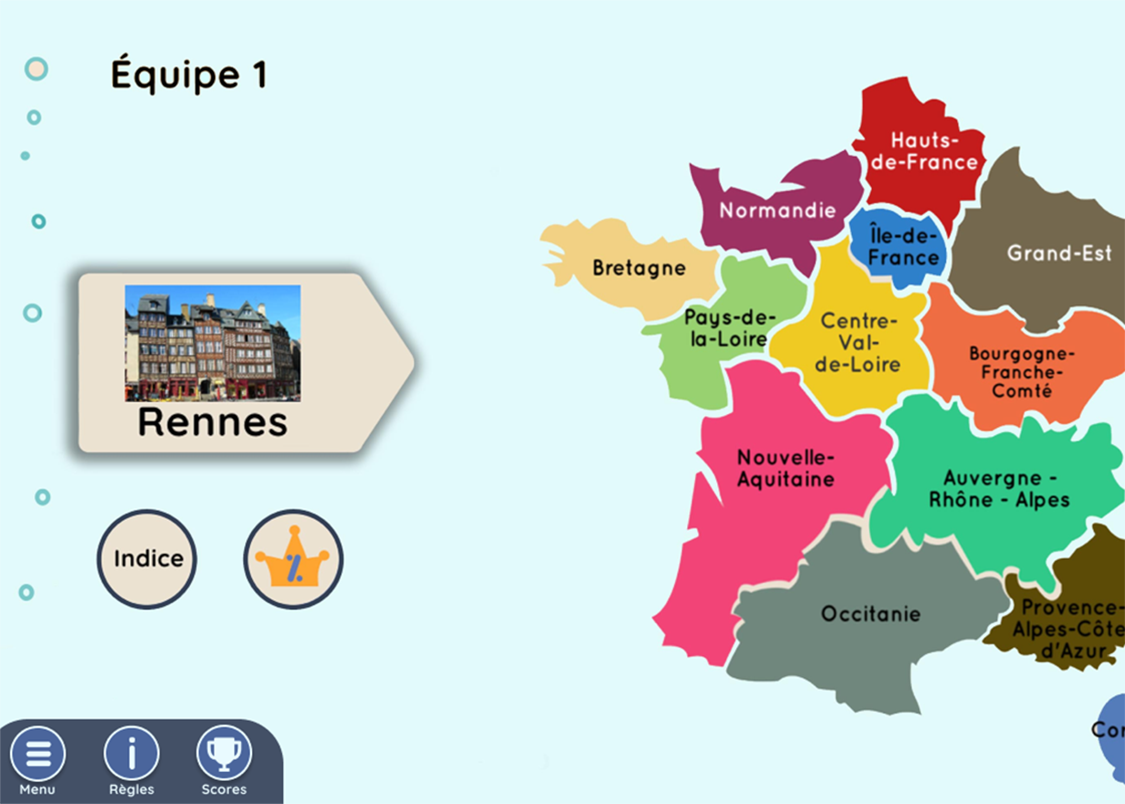 Équipe 1
Hauts-
de-France
Normandie
Île-de-
France
Grand-Est
Bretagne
Pays-de-
la-Loire
Centre-
Val-
de-Loire
Bourgogne-
Franche-
Comté
Rennes
Nouvelle-
Aquitaine
Auvergne -
Rhône - Alpes
Indice
Occitanie
Provence-
Alpes-Côte
d'Azur
Cor
Menu
Règles
Scores